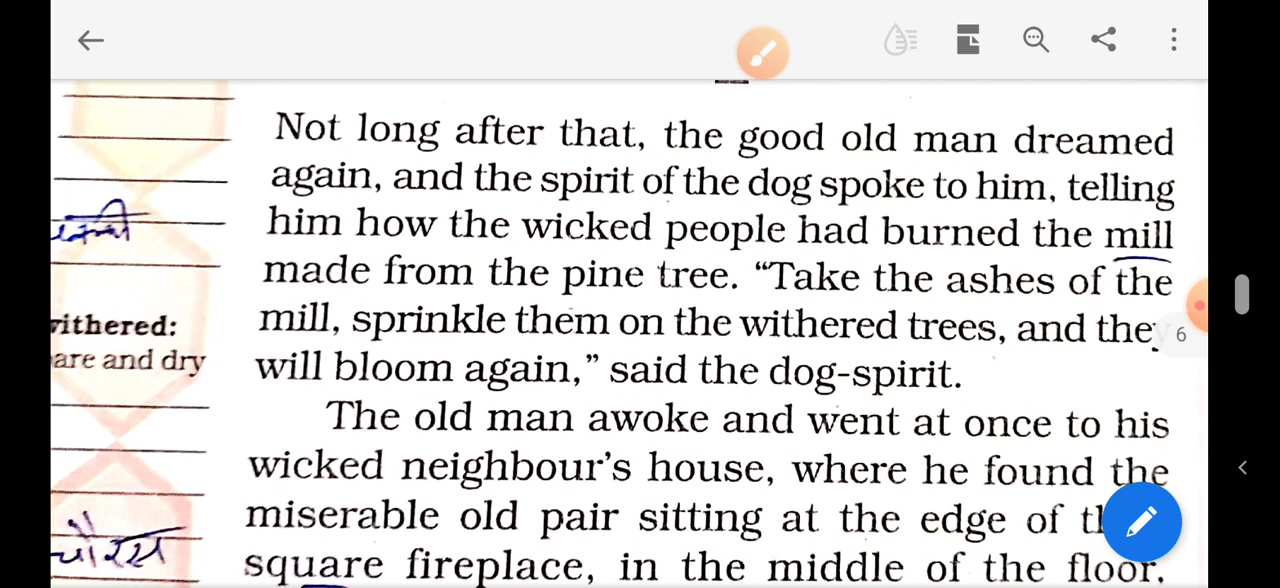 Not long after that, the good old man dreamed
again, and the spirit of the dog spoke to him, telling
him how the wicked people had burned the mill
made from the pine tree. “Take the ashes of the
mill, sprinkle them on the withered trees, and they
6
will bloom again,” said the dog-spirit.
withered:
are and dry
The old man awoke and went at once to his
wicked neighbour's house, where he found the
miserable old pair sitting at the edge of
square fireplace, in the middle of the floor.
चौरस